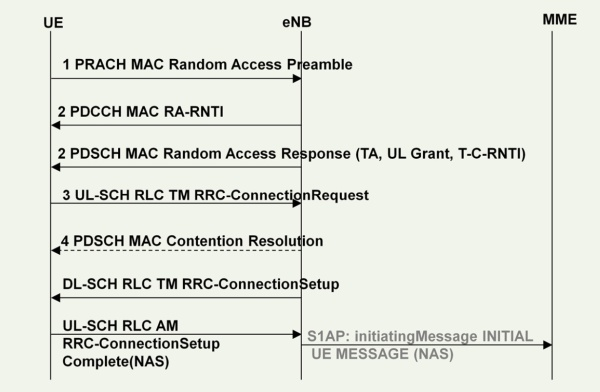 UE
eNB
MME
1 PRACH MAC Random Access Preamble
2 PDCCH MAC RA-RNTI
2 PDSCH MAC Random Access Response (TA, UL Grant, T-C-RNTI)
3 UL-SCH RLC TM RRC-ConnectionRequest
4 PDSCH MAC Contention Resolution
DL-SCH RLC TM RRC-ConnectionSetup
UL-SCH RLC AM
RRC-ConnectionSetup
Complete(NAS)
S1AP: initiatingMessage INITIAL
UE MESSAGE (NAS)